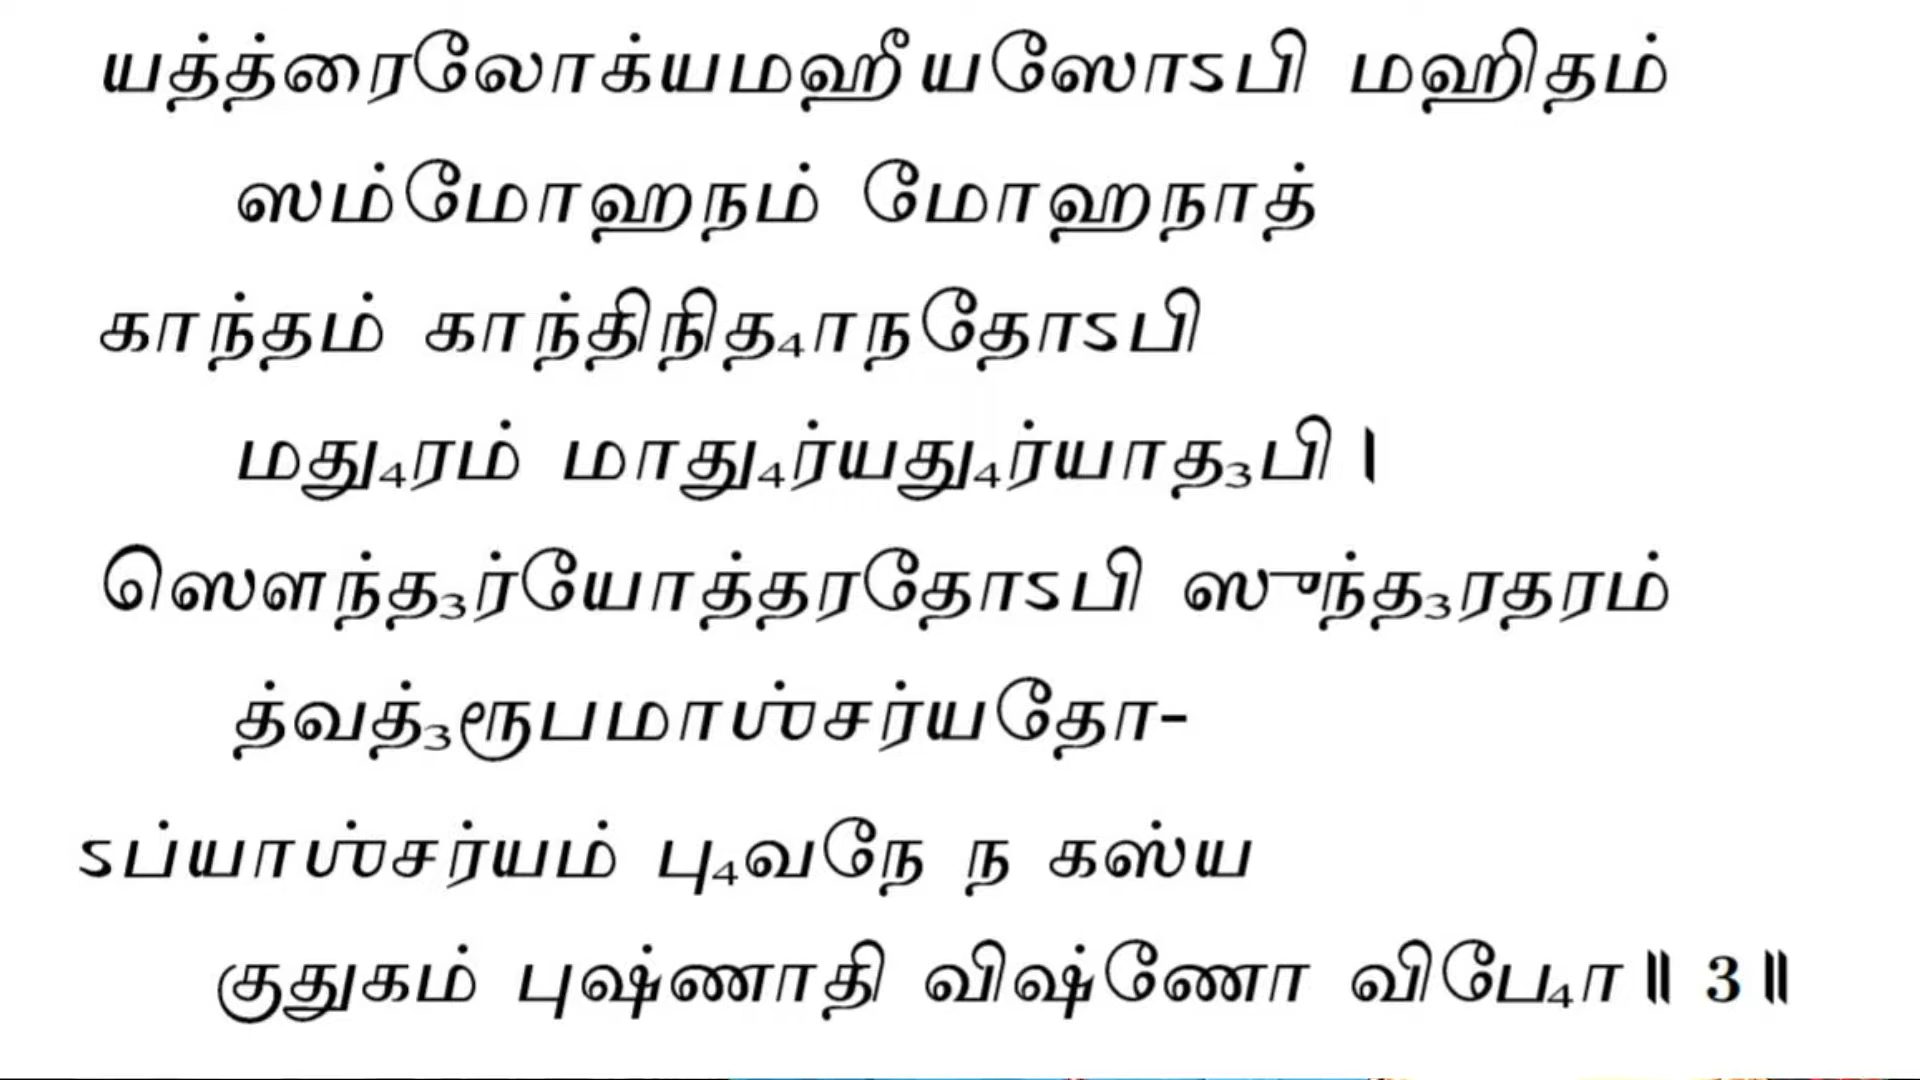 யத்த்ரைலோக்யமஹீயஸோऽபி மஹிதம்
ஸம்மோஹநம் மோஹநாத்
காந்தம் காந்திநித₄ாநதோऽபி
மது₄ரம் மாது₄ர்யது₄ர்யாத₃பி ।
ஸௌந்த₃ர்யோத்தரதோऽபி ஸுந்த₃ரதரம்
த்வத்₃ரூபமாஶ்சர்யதோ-
ऽப்யாஶ்சர்யம் பு₄வநே ந கஸ்ய
குதுகம் புஷ்ணாதி விஷ்ணோ விபே₄ா ॥ 3 ॥